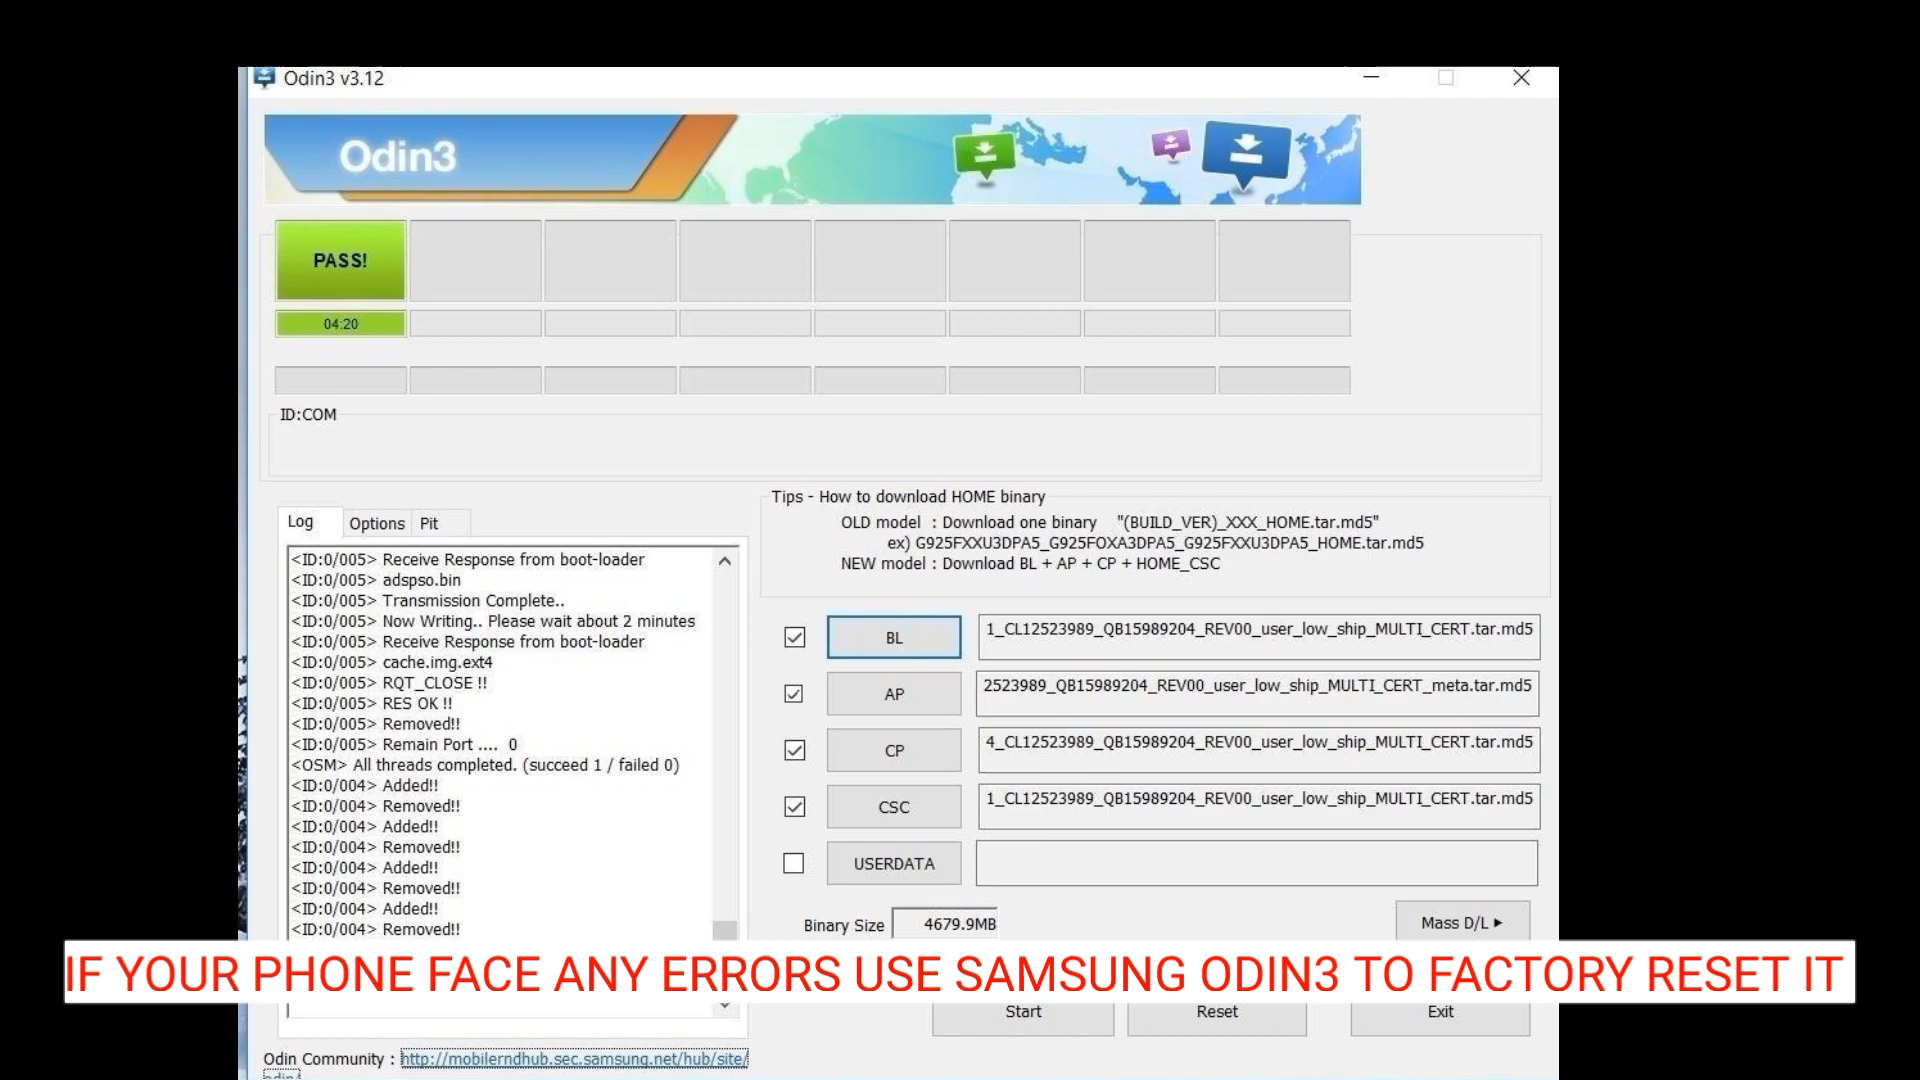 Odin3 v3.12
Odin3
PASS!
04:20
ID:COM
Log
Options
Pit
<ID:0/005> Receive Response from boot-loader
<ID:0/005> adspso.bin
<ID:0/005> Transmission Complete..
<ID:0/005> Now Writing.. Please wait about 2 minutes
<ID:0/005> Receive Response from boot-loader
<ID:0/005> cache.img.ext4
<ID:0/005> RQT_CLOSE !!
<ID:0/005> RES OK !!
<ID:0/005> Removed!!
<ID:0/005> Remain Port .... 0
<OSM> All threads completed. (succeed 1 / failed 0)
<ID:0/004> Added!!
<ID:0/004> Removed!!
<ID:0/004> Added!!
<ID:0/004> Removed!!
<ID:0/004> Added!!
<ID:0/004> Removed!!
<ID:0/004> Added!!
<ID:0/004> Removed!!
Tips - How to download HOME binary
OLD model : Download one binary "(BUILD_VER)_XXX_HOME.tar.md5"
ex) G925FXXU3DPA5_G925FOXA3DPA5_G925FXXU3DPA5_HOME.tar.md5
NEW model : Download BL + AP + CP + HOME_CSC
BL 1_CL12523989_QB15989204_REV00_user_low_ship_MULTI_CERT.tar.md5
AP 2523989_QB15989204_REV00_user_low_ship_MULTI_CERT_meta.tar.md5
CP 4_CL12523989_QB15989204_REV00_user_low_ship_MULTI_CERT.tar.md5
CSC 1_CL12523989_QB15989204_REV00_user_low_ship_MULTI_CERT.tar.md5
USERDATA
Binary Size 4679.9MB
Mass D/L
IF YOUR PHONE FACE ANY ERRORS USE SAMSUNG ODIN3 TO FACTORY RESET IT
Start
Reset
Exit
Odin Community : http://mobilerndhub.sec.samsung.net/hub/site/
odin/